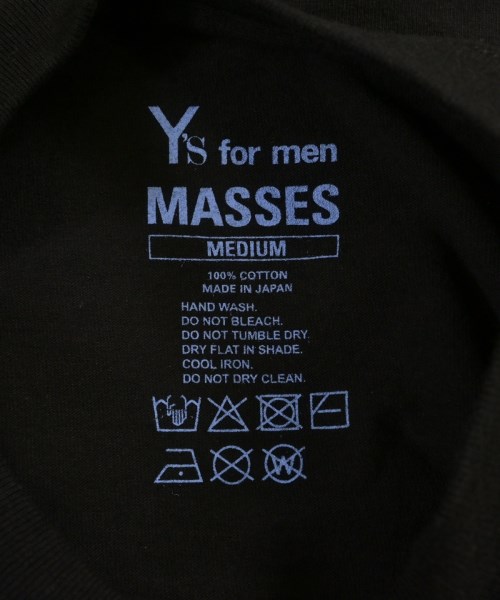 Y's for men
MASSES
MEDIUM
100% COTTON
MADE IN JAPAN
HAND WASH.
DO NOT BLEACH.
DO NOT TUMBLE DRY.
DRY FLAT IN SHADE.
COOL IRON.
DO NOT DRY CLEAN.
W